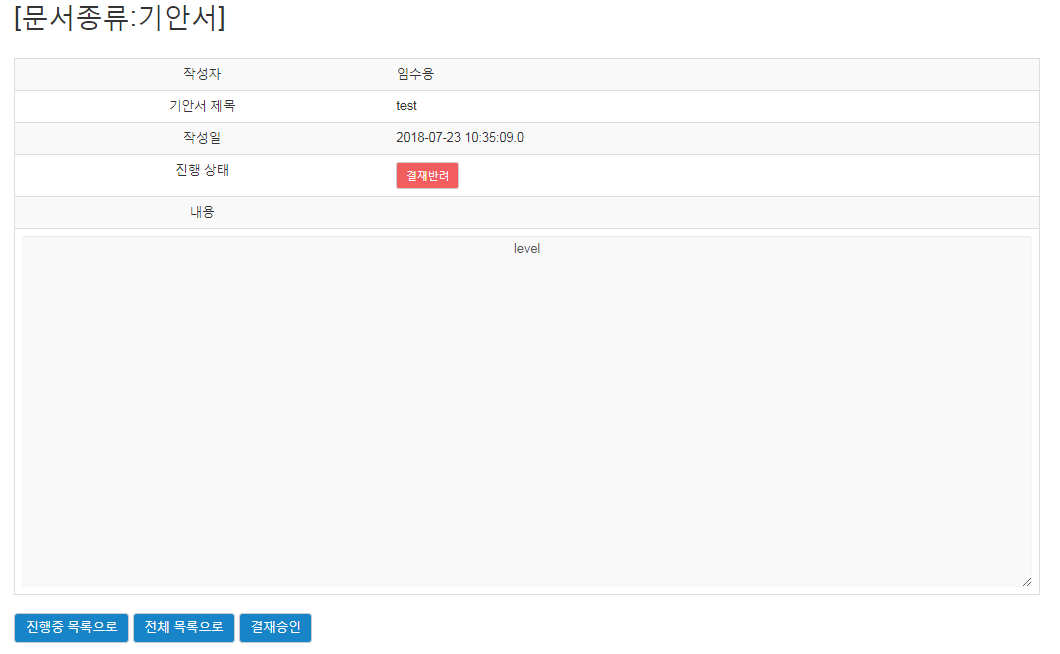 [문서종류:기안서]
작성자 임수용
기안서 제목 test
작성일 2018-07-23 10:35:09.0
진행 상태 결재반려
내용
level
진행중 목록으로 전체 목록으로 결재승인